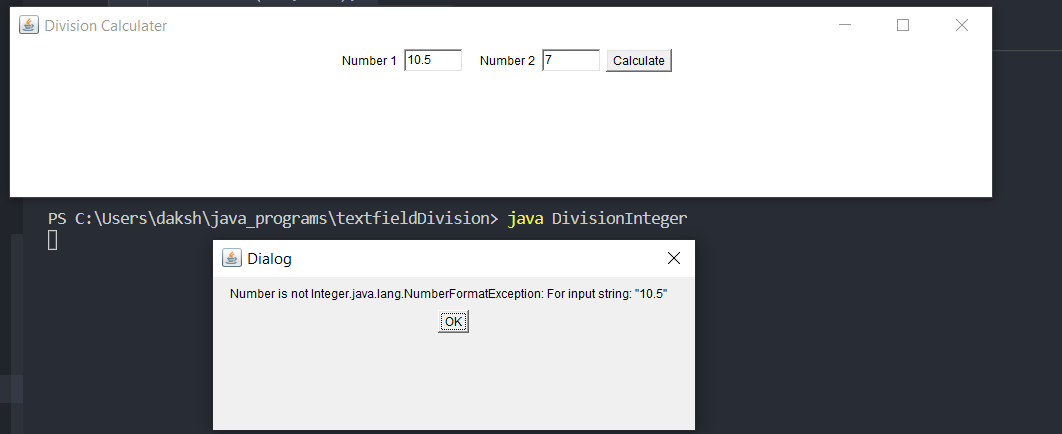 Division Calculater
Number 1 10.5 Number 2 7 Calculate
PS C:\Users\daksh\java_programs\textfieldDivision> java DivisionInteger
Dialog
Number is not Integer.java.lang.NumberFormatException: For input string: "10.5"
OK